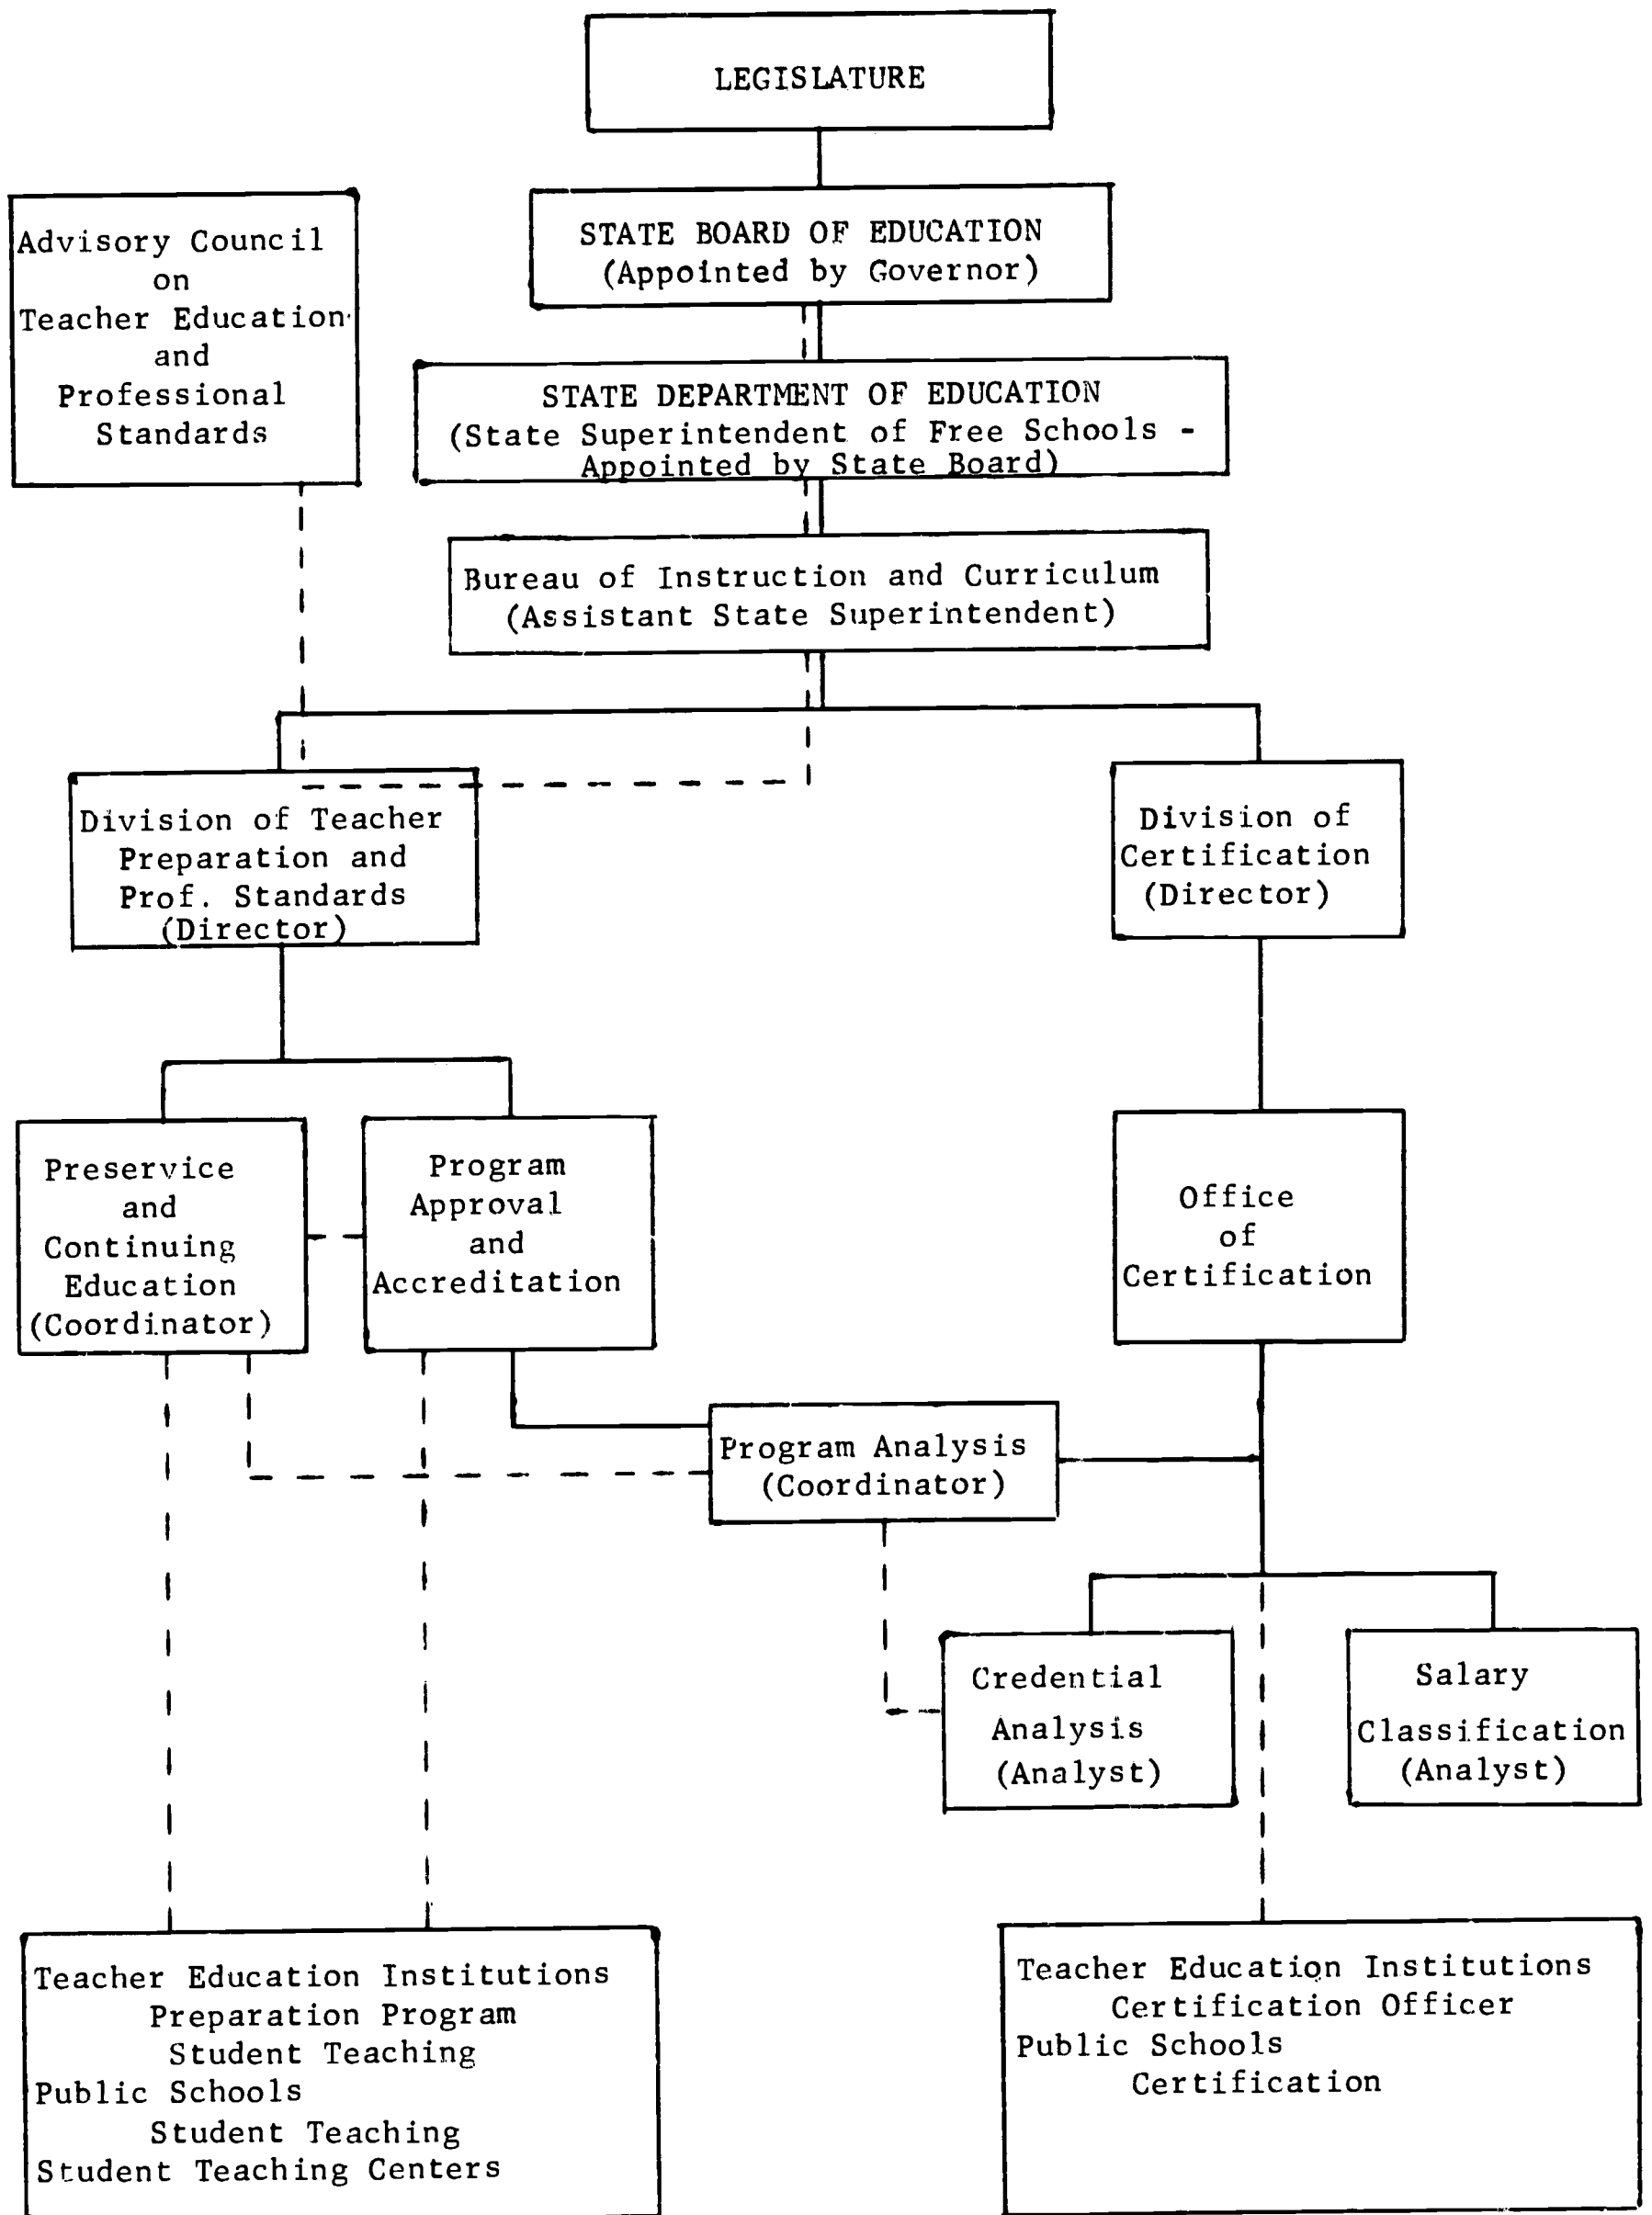 LEGISLATURE
STATE BOARD OF EDUCATION
(Appointed by Governor)
Advisory Council
on
Teacher Education
and
Professional
Standards
STATE DEPARTMENT OF EDUCATION
(State Superintendent of Free Schools -
Appointed by State Board)
Bureau of Instruction and Curriculum
(Assistant State Superintendent)
Division of Teacher
Preparation and
Prof. Standards
(Director)
Division of
Certification
(Director)
Preservice
and
Continuing
Education
(Coordinator)
Program
Approval
and
Accreditation
Office
of
Certification
Program Analysis
(Coordinator)
Credential
Analysis
(Analyst)
Salary
Classification
(Analyst)
Teacher Education Institutions
Preparation Program
Student Teaching
Public Schools
Student Teaching
Student Teaching Centers
Teacher Education Institutions
Certification Officer
Public Schools
Certification